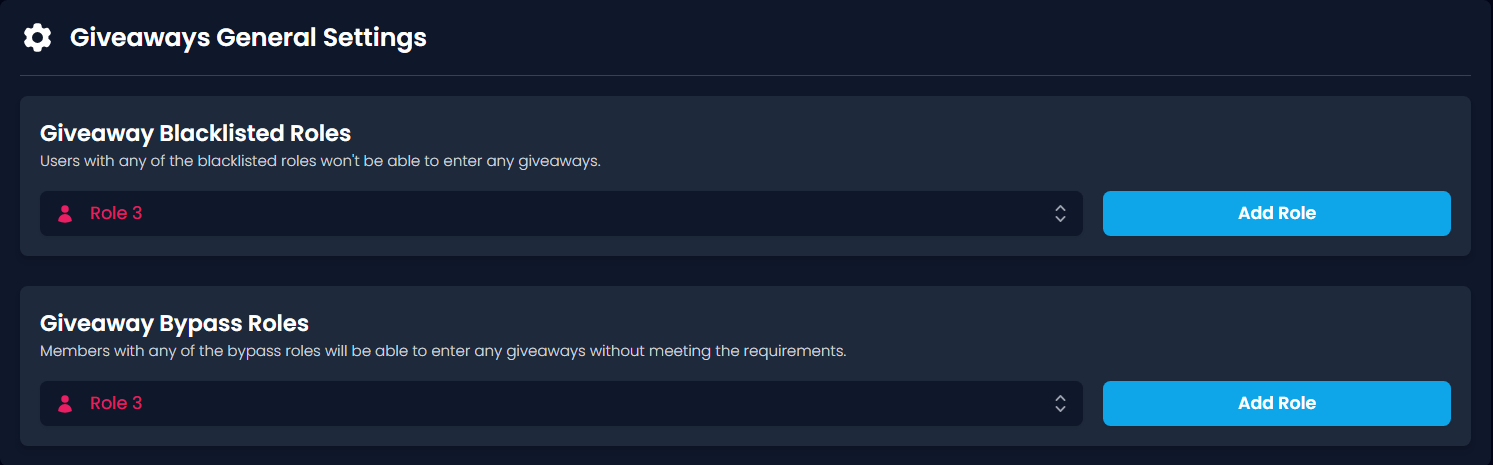 Giveaways General Settings
Giveaway Blacklisted Roles
Users with any of the blacklisted roles won't be able to enter any giveaways.
Role 3
Add Role
Giveaway Bypass Roles
Members with any of the bypass roles will be able to enter any giveaways without meeting the requirements.
Role 3
Add Role